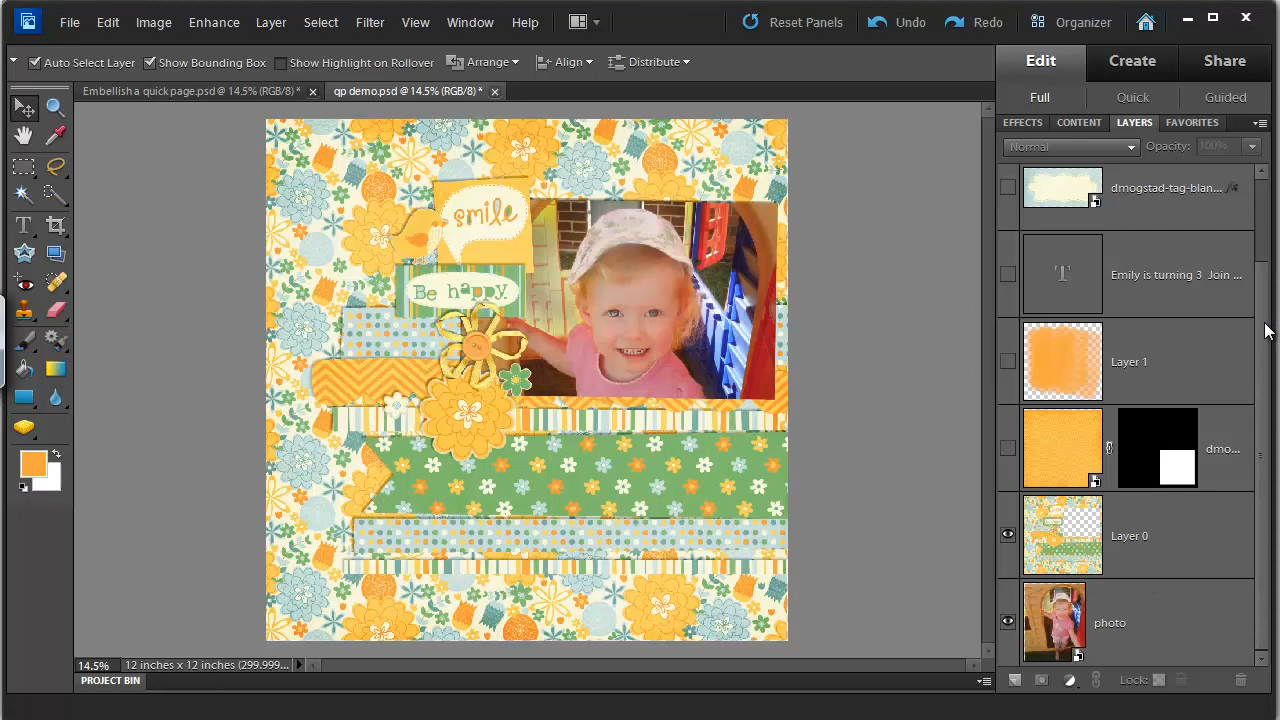 File Edit Image Enhance Layer Select Filter View Window Help Reset Panels Undo Redo Organizer
Auto Select Layer Show Bounding Box Show Highlight on Rollover Arrange Align Distribute
Edit Create Share
Full Quick Guided
Embellish a quick page.psd @ 14.5% (RGB/8) * qp demo.psd @ 14.5% (RGB/8) *
EFFECTS CONTENT LAYERS FAVORITES
Normal Opacity: 100%
dmogstad-tag-blan... fx
smile
Be happy
T
Emily is turning 3 Join ...
Layer 1
dmo...
Layer 0
photo
14.5% 12 inches x 12 inches (299,999...
PROJECT BIN
Lock: